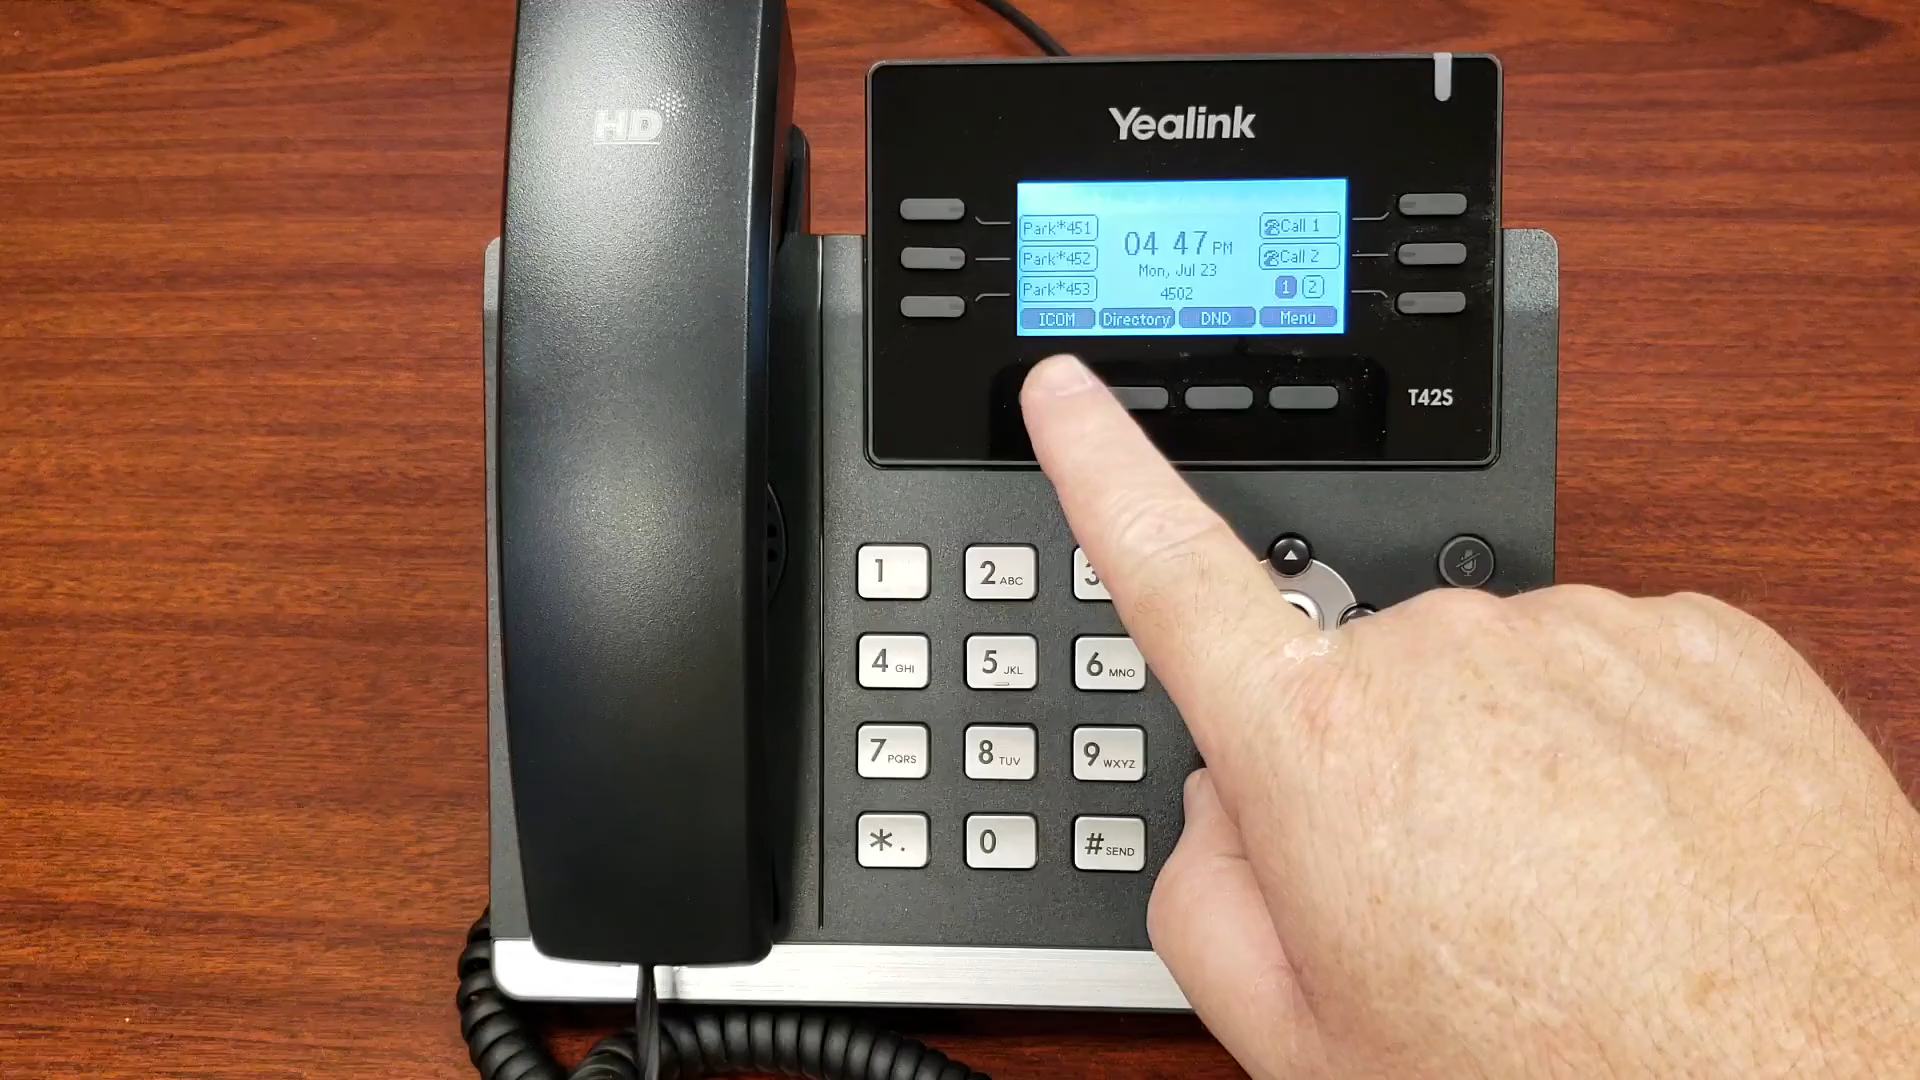 HD
Yealink
Park*451
04 47 PM
Call 1
Park*452
Mon, Jul 23
Call 2
Park*453
4502
1 2
ICOM Directory DND Menu
T42S
1
2 ABC
3
4 GHI
5 JKL
6 MNO
7 PQRS
8 TUV
9 WXYZ
* .
0
# SEND